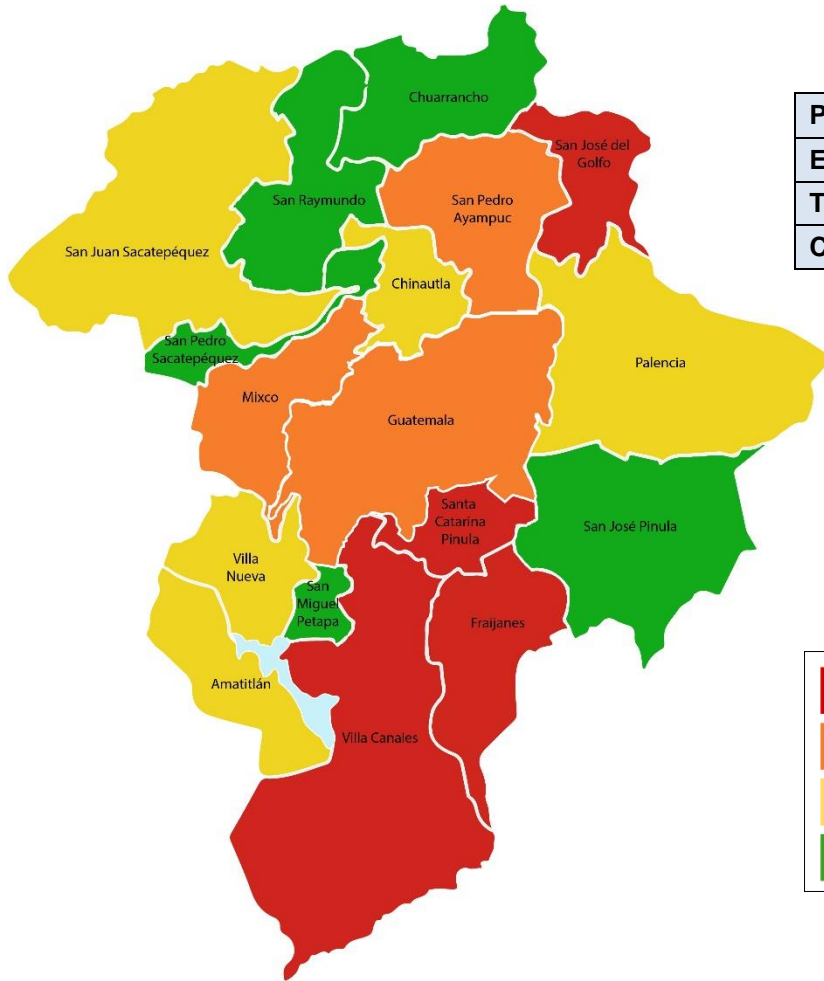 Chuarrancho
San José del
Golfo
San Raymundo
San Pedro
Ayampuc
San Juan Sacatepéquez
Chinautla
San Pedro
Sacatepéquez
Palencia
Mixco
Guatemala
Santa
Catarina
Pinula
San José Pinula
Villa
Nueva
San
Miguel
Petapa
Fraijanes
Amatitlán
Villa Canales
P
E
T
C